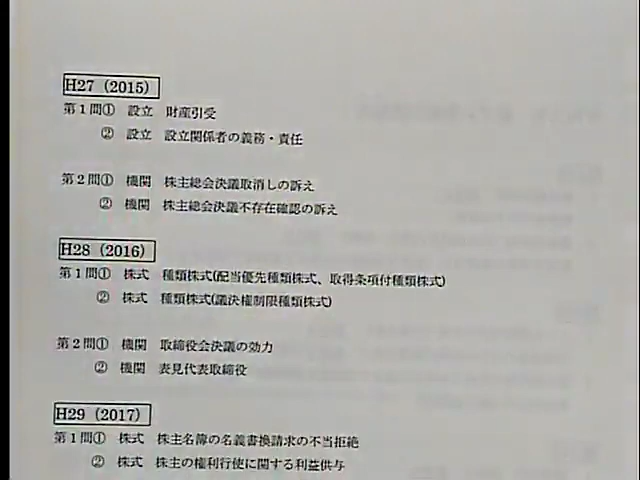 H27（2015）
第1問① 設立 財産引受
② 設立 設立関係者の義務・責任
第2問① 機関 株主総会決議取消しの訴え
② 機関 株主総会決議不存在確認の訴え
H28（2016）
第1問① 株式 種類株式(配当優先種類株式、取得条項付種類株式)
② 株式 種類株式(議決権制限種類株式)
第2問① 機関 取締役会決議の効力
② 機関 表見代表取締役
H29（2017）
第1問① 株式 株主名簿の名義書換請求の不当拒絶
② 株式 株主の権利行使に関する利益供与